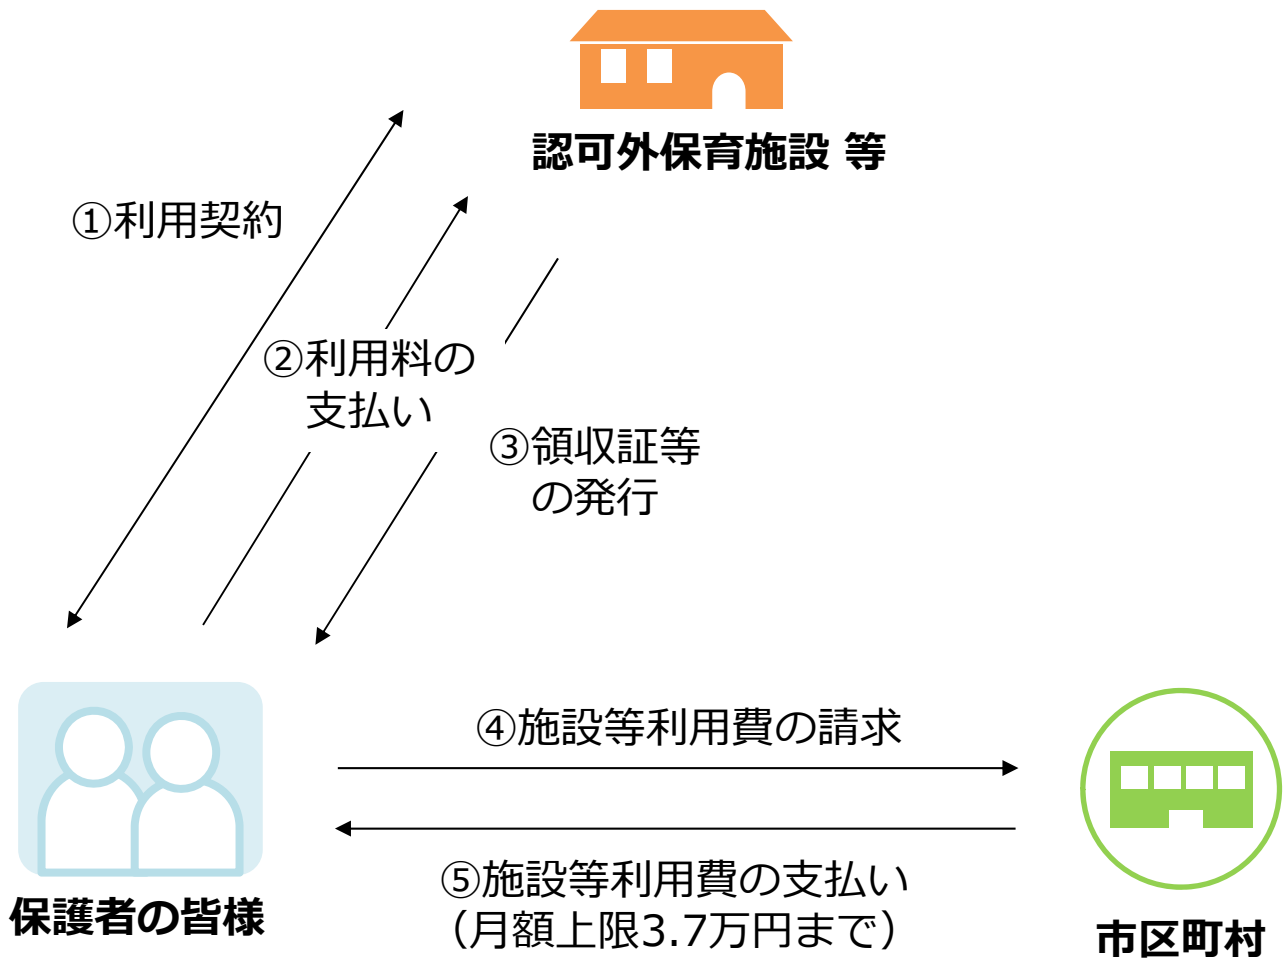 認可外保育施設 等
①利用契約
②利用料の
支払い
③領収証等
の発行
④施設等利用費の請求
⑤施設等利用費の支払い
（月額上限3.7万円まで）
保護者の皆様
市区町村